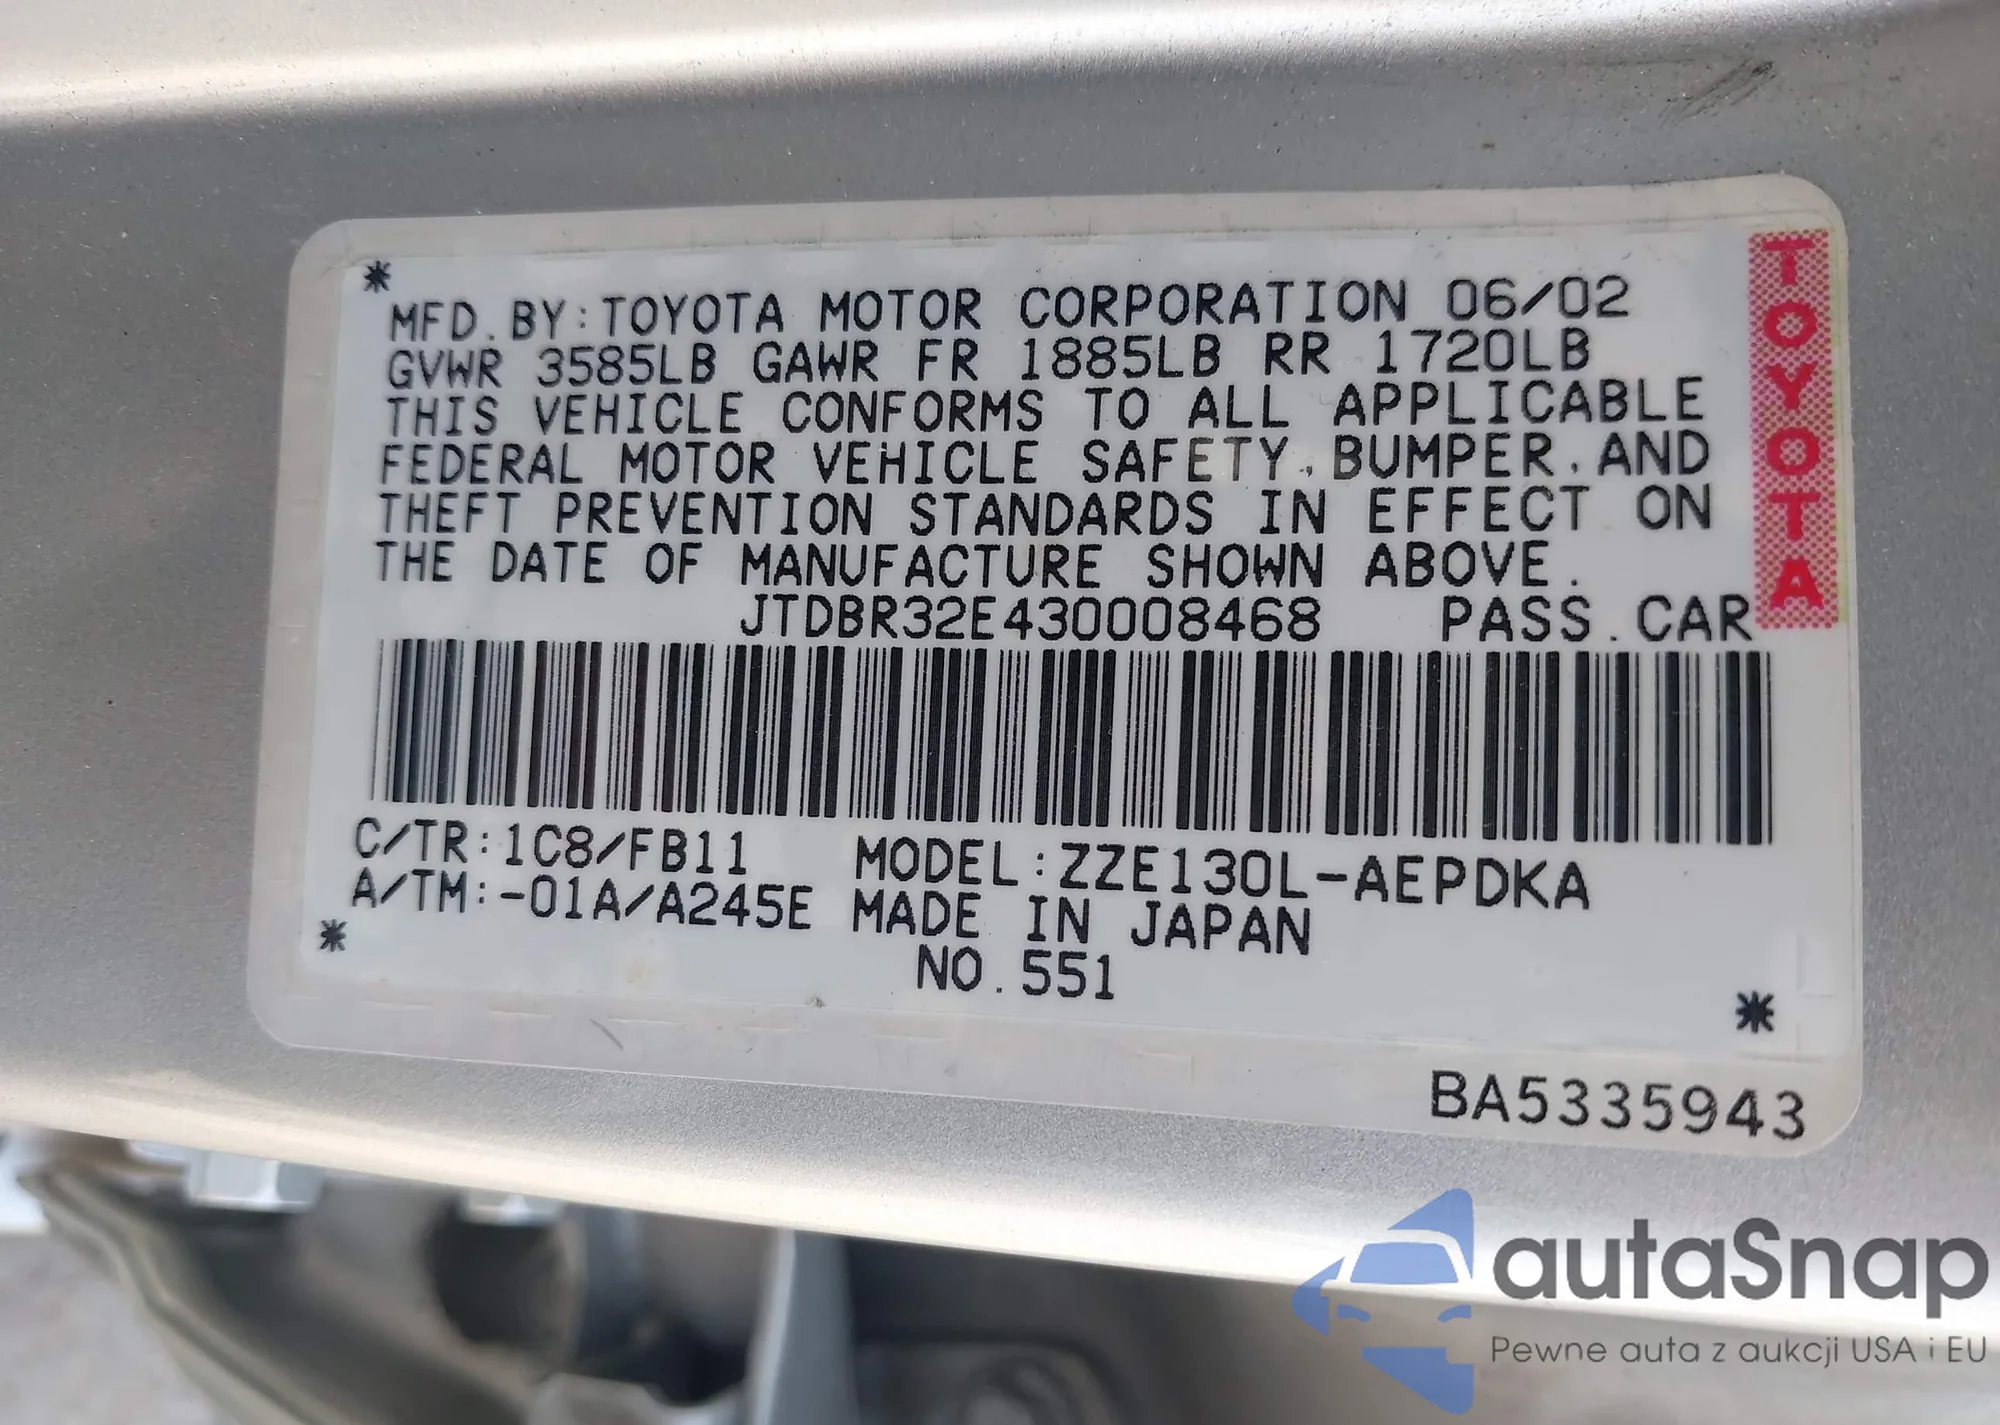 *
MFD. BY: TOYOTA MOTOR CORPORATION 06/02
GVWR 3585LB GAWR FR 1885LB RR 1720LB
THIS VEHICLE CONFORMS TO ALL APPLICABLE
FEDERAL MOTOR VEHICLE SAFETY, BUMPER, AND
THEFT PREVENTION STANDARDS IN EFFECT ON
THE DATE OF MANUFACTURE SHOWN ABOVE.
JTDBR32E430008468 PASS. CAR
TOYOTA
C/TR: 1C8/FB11 MODEL: ZZE130L-AEPDKA
A/TM: -01A/A245E MADE IN JAPAN
* NO. 551
*
BA5335943
autaSnap
Pewne auta z aukcji USA i EU